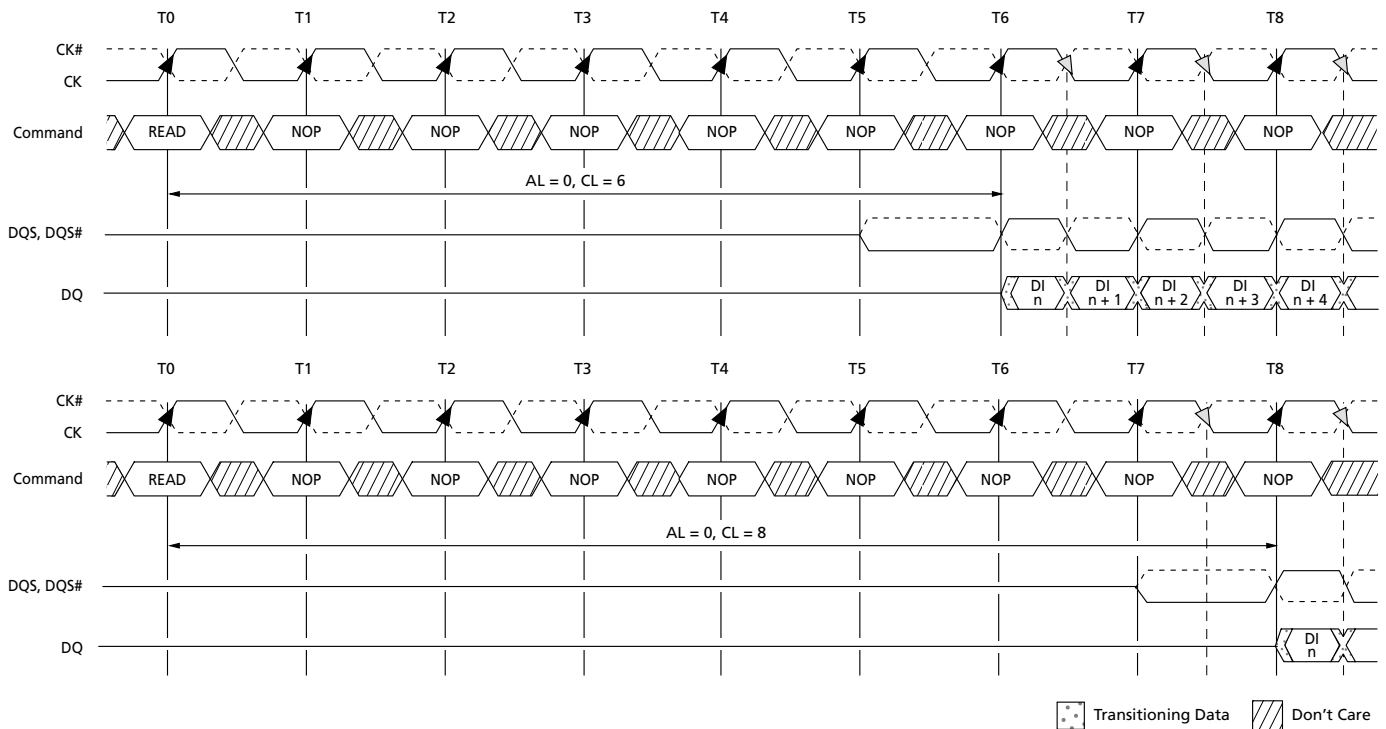 T0 T1 T2 T3 T4 T5 T6 T7 T8
CK#
CK
Command READ NOP NOP NOP NOP NOP NOP NOP NOP
AL = 0, CL = 6
DQS, DQS#
DQ DI n DI n + 1 DI n + 2 DI n + 3 DI n + 4
T0 T1 T2 T3 T4 T5 T6 T7 T8
CK#
CK
Command READ NOP NOP NOP NOP NOP NOP NOP NOP
AL = 0, CL = 8
DQS, DQS#
DQ DI n
Transitioning Data Don't Care